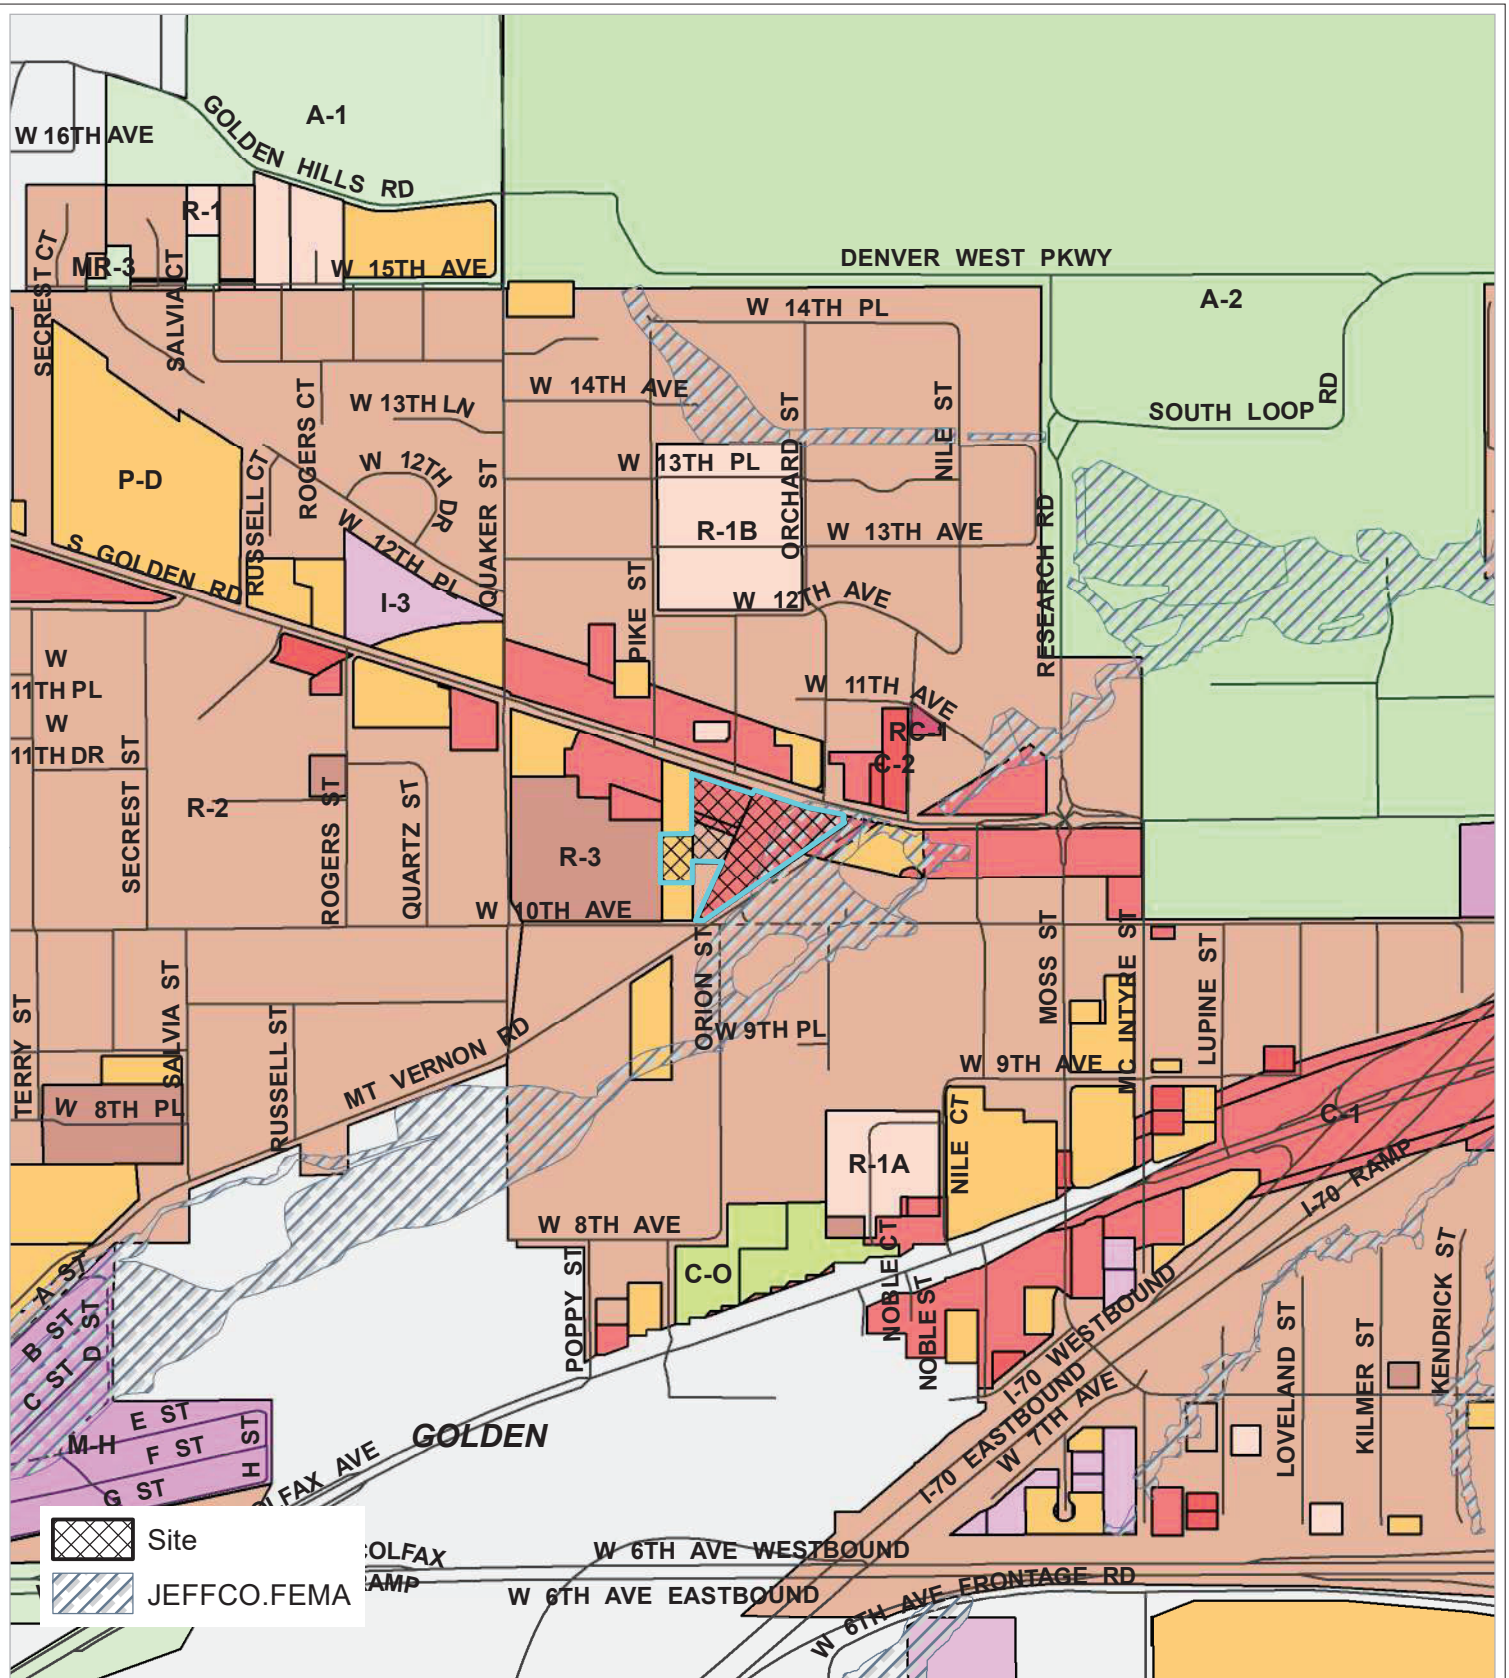 A-1
GOLDEN HILLS RD
W 16TH AVE
R-1
MR-3
W 15TH AVE
DENVER WEST PKWY
A-2
SECREST CT
SALVIA CT
W 14TH PL
W 14TH AVE
W 13TH LN
ROGERS CT
ORCHARD ST
NILE ST
SOUTH LOOP RD
W 12TH DR
W 13TH PL
P-D
RUSSELL CT
QUAKER ST
R-1B
W 13TH AVE
RESEARCH RD
S GOLDEN RD
W 12TH PL
I-3
PIKE ST
W 12TH AVE
W
11TH PL
W
11TH DR
W 11TH AVE
RC-1
C-2
SECREST ST
R-2
ROGERS ST
QUARTZ ST
R-3
W 10TH AVE
ORION ST
MOSS ST
MC INTYRE ST
LUPINE ST
TERRY ST
SALVIA ST
RUSSELL ST
MT VERNON RD
W 9TH PL
W 9TH AVE
W 8TH PL
C-1
NILE CT
R-1A
I-70 RAMP
W 8TH AVE
C-O
POPPY ST
NOBLE CT
NOBLE ST
A ST
B ST
C ST
D ST
I-70 WESTBOUND
I-70 EASTBOUND
W 7TH AVE
LOVELAND ST
KILMER ST
KENDRICK ST
E ST
M-H
F ST
G ST
H ST
GOLDEN
OLFAX AVE
Site
JEFFCO.FEMA
COLFAX
AMP
W 6TH AVE WESTBOUND
W 6TH AVE EASTBOUND
W 6TH AVE FRONTAGE RD